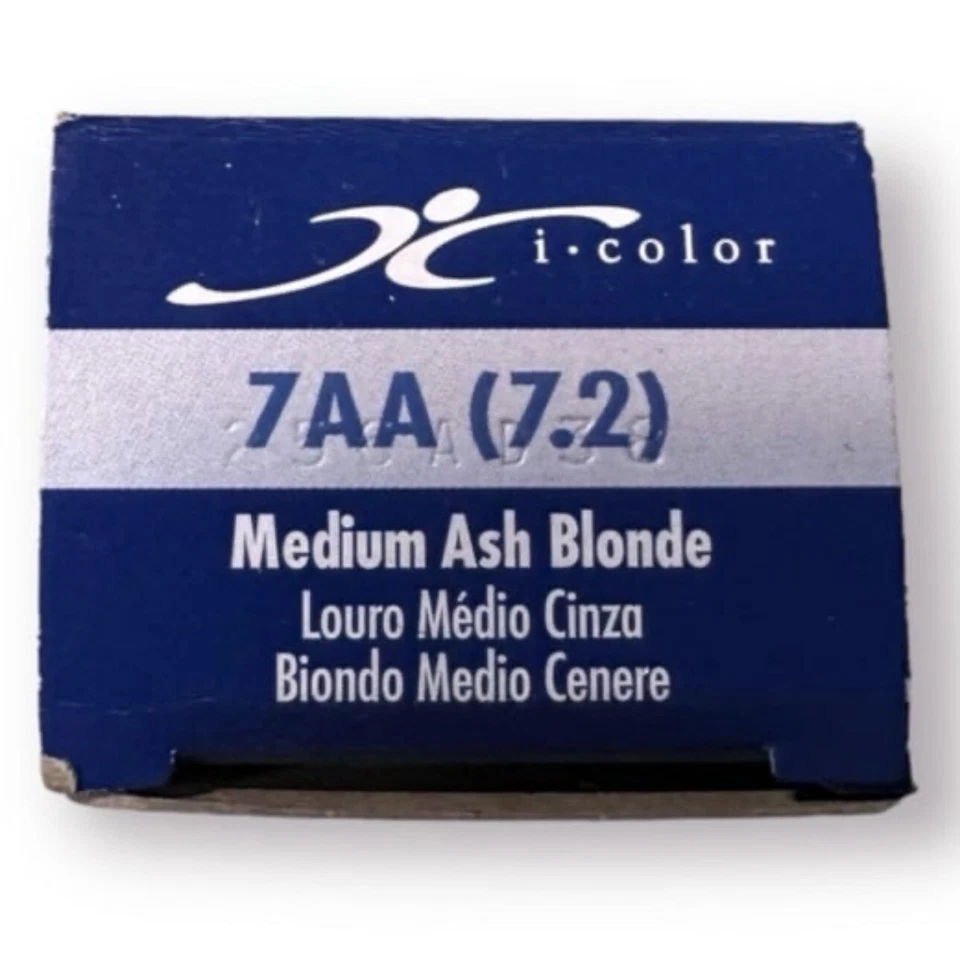 i·color
7AA (7.2)
Medium Ash Blonde
Louro Médio Cinza
Biondo Medio Cenere